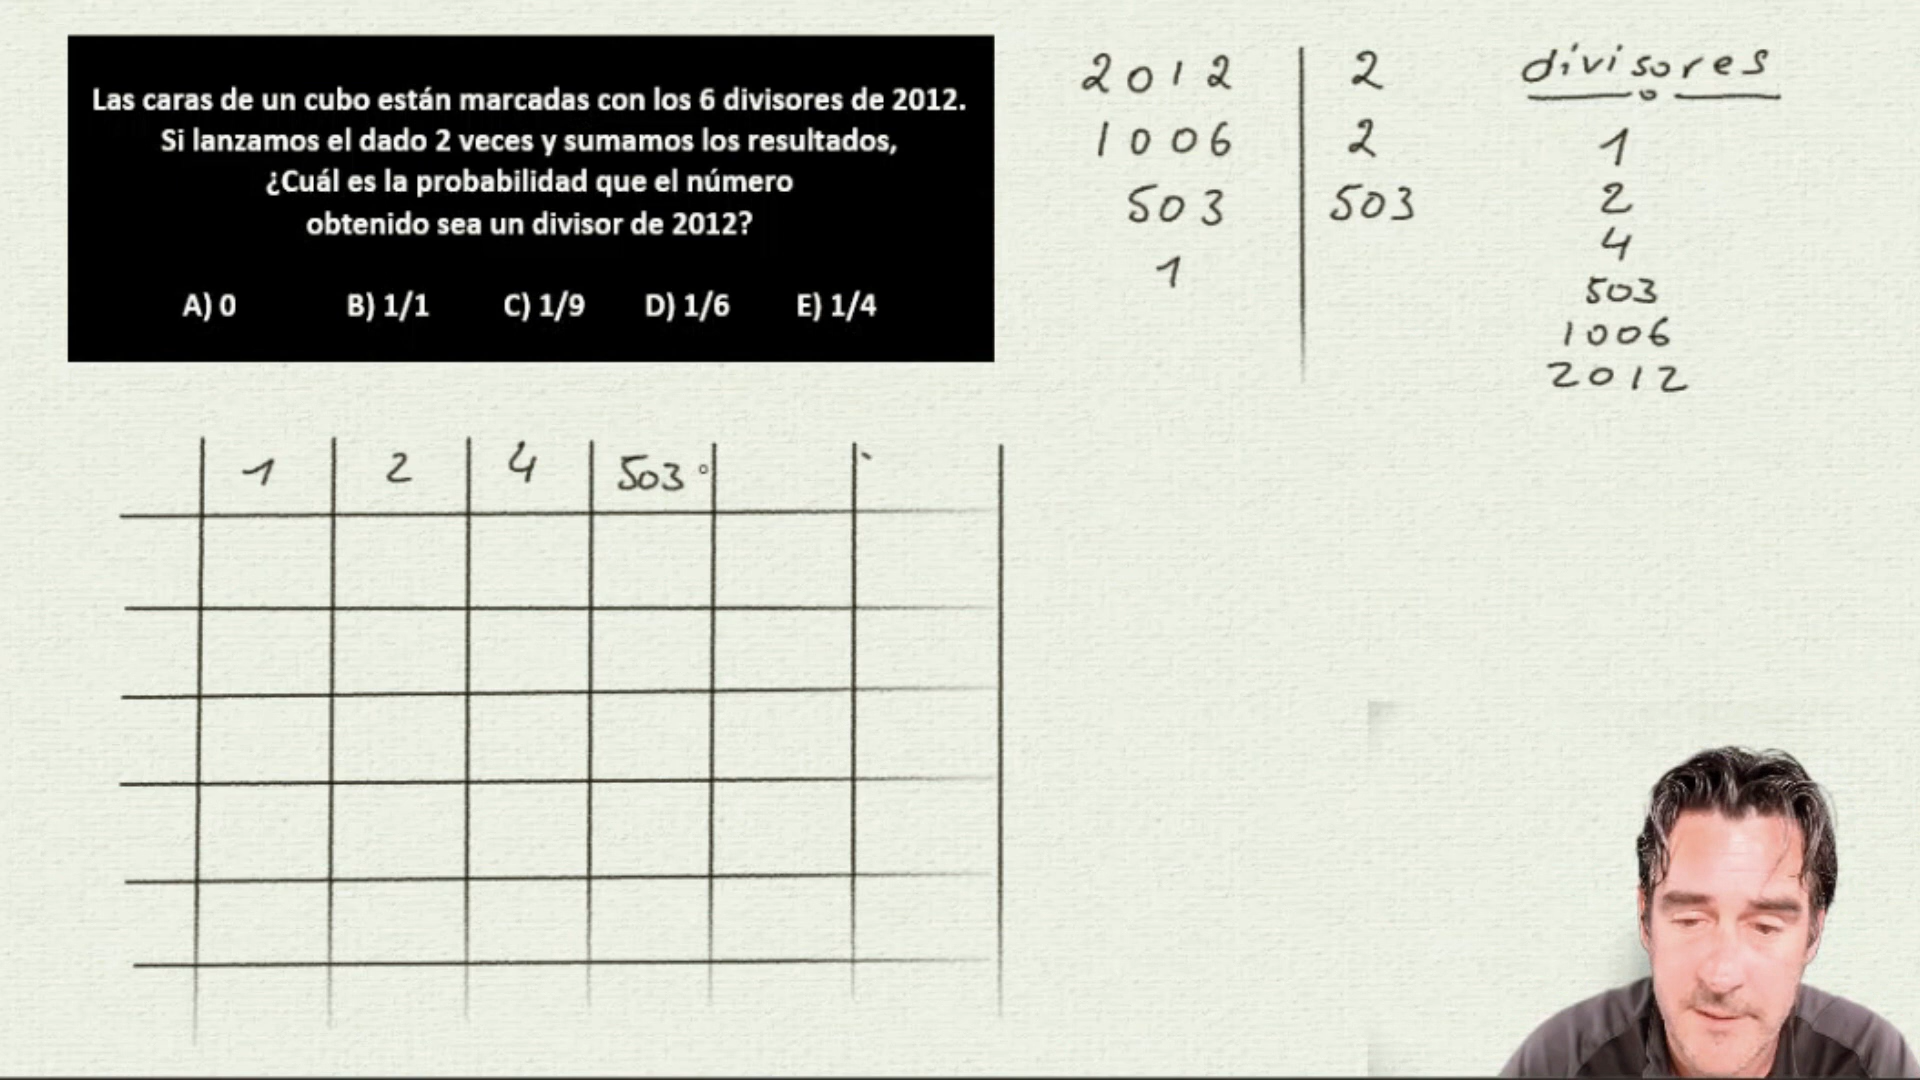 Las caras de un cubo están marcadas con los 6 divisores de 2012.
Si lanzamos el dado 2 veces y sumamos los resultados,
¿Cuál es la probabilidad que el número
obtenido sea un divisor de 2012?
A) 0 B) 1/1 C) 1/9 D) 1/6 E) 1/4
2012 2
1006 2
503 503
1
divisores
1
2
4
503
1006
2012
1 2 4 503